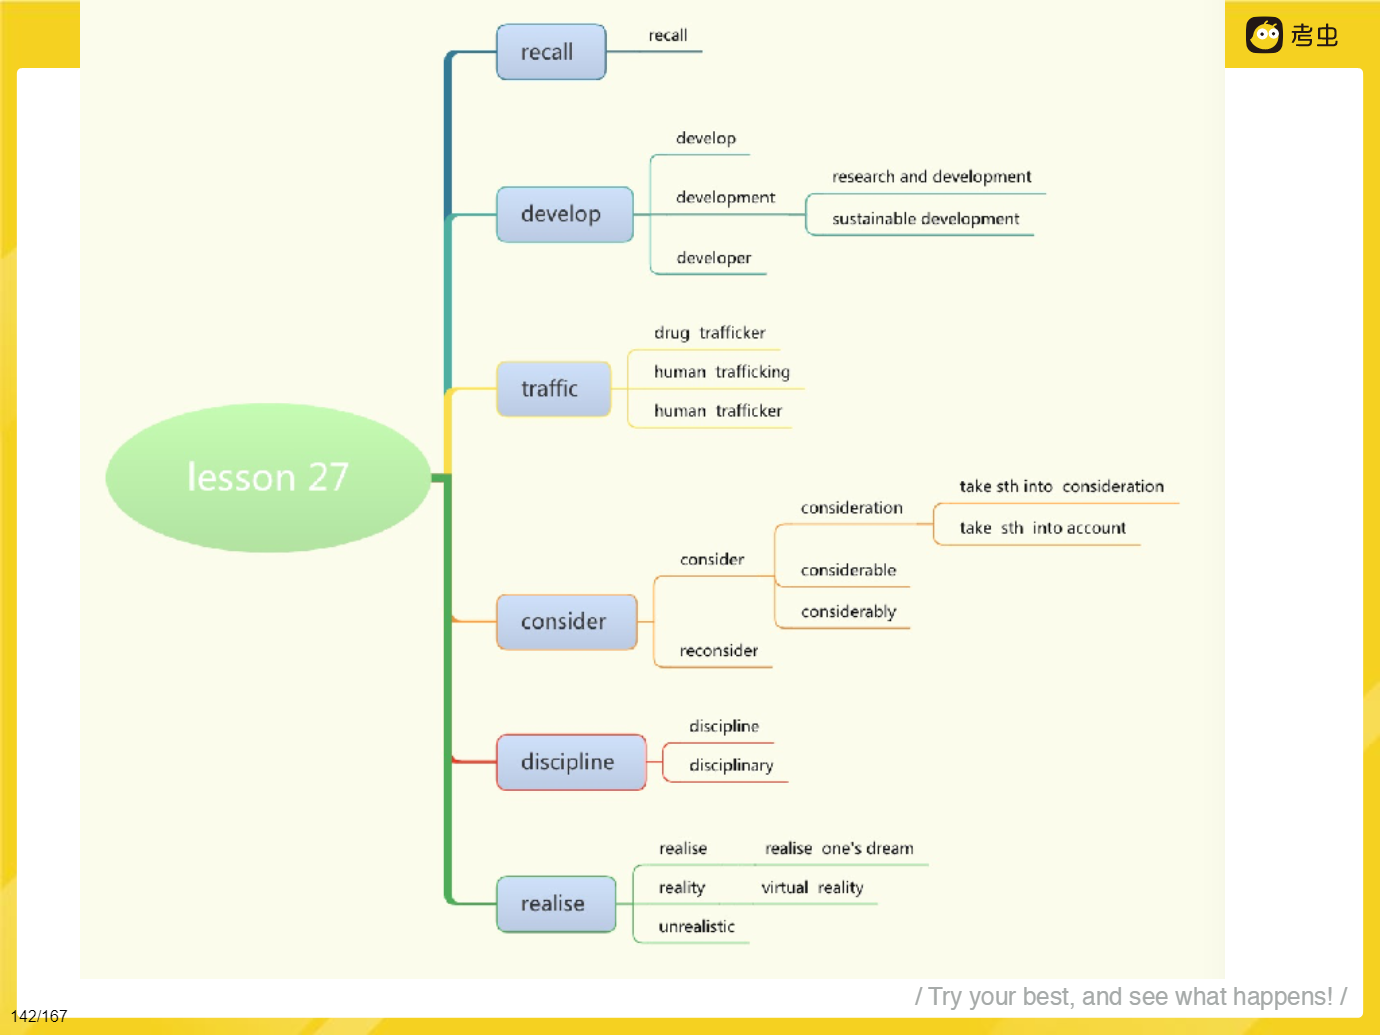 考虫
recall
recall
develop
develop
development
research and development
sustainable development
developer
traffic
drug trafficker
human trafficking
human trafficker
lesson 27
consider
consider
consideration
take sth into consideration
take sth into account
considerable
considerably
reconsider
discipline
discipline
disciplinary
realise
realise
realise one's dream
reality
virtual reality
unrealistic
/ Try your best, and see what happens! /
142/167